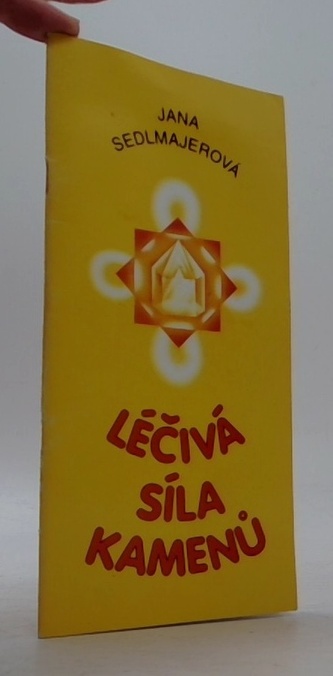 JANA
SEDLMAJEROVÁ
LÉČIVÁ
SÍLA
KAMENŮ